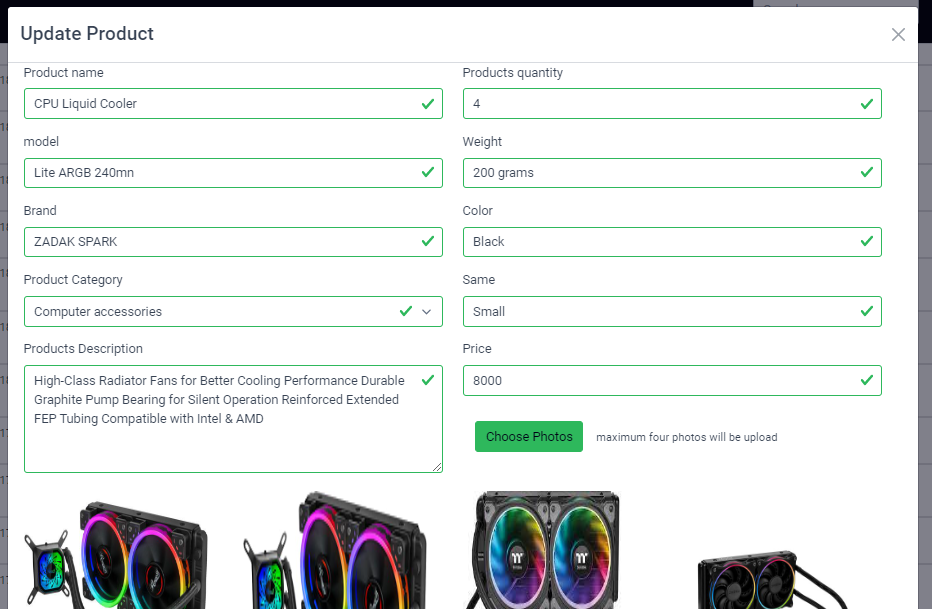 Update Product
Product name
Products quantity
CPU Liquid Cooler
4
model
Weight
Lite ARGB 240mn
200 grams
Brand
Color
ZADAK SPARK
Black
Product Category
Same
Computer accessories
Small
Products Description
Price
High-Class Radiator Fans for Better Cooling Performance Durable
Graphite Pump Bearing for Silent Operation Reinforced Extended
FEP Tubing Compatible with Intel & AMD
8000
Choose Photos
maximum four photos will be upload